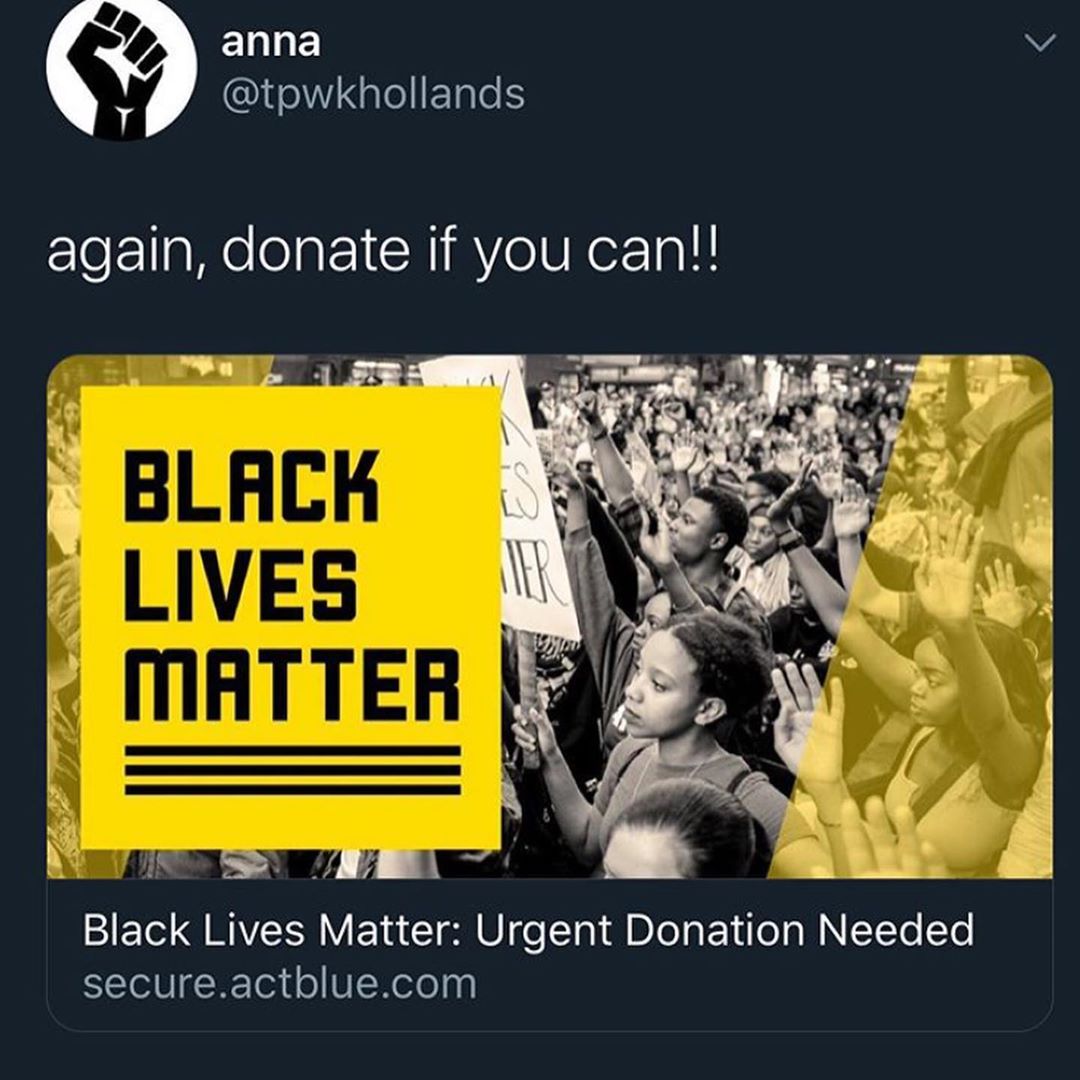 anna
@tpwkhollands
again, donate if you can!!
BLACK
LIVES
MATTER
Black Lives Matter: Urgent Donation Needed
secure.actblue.com